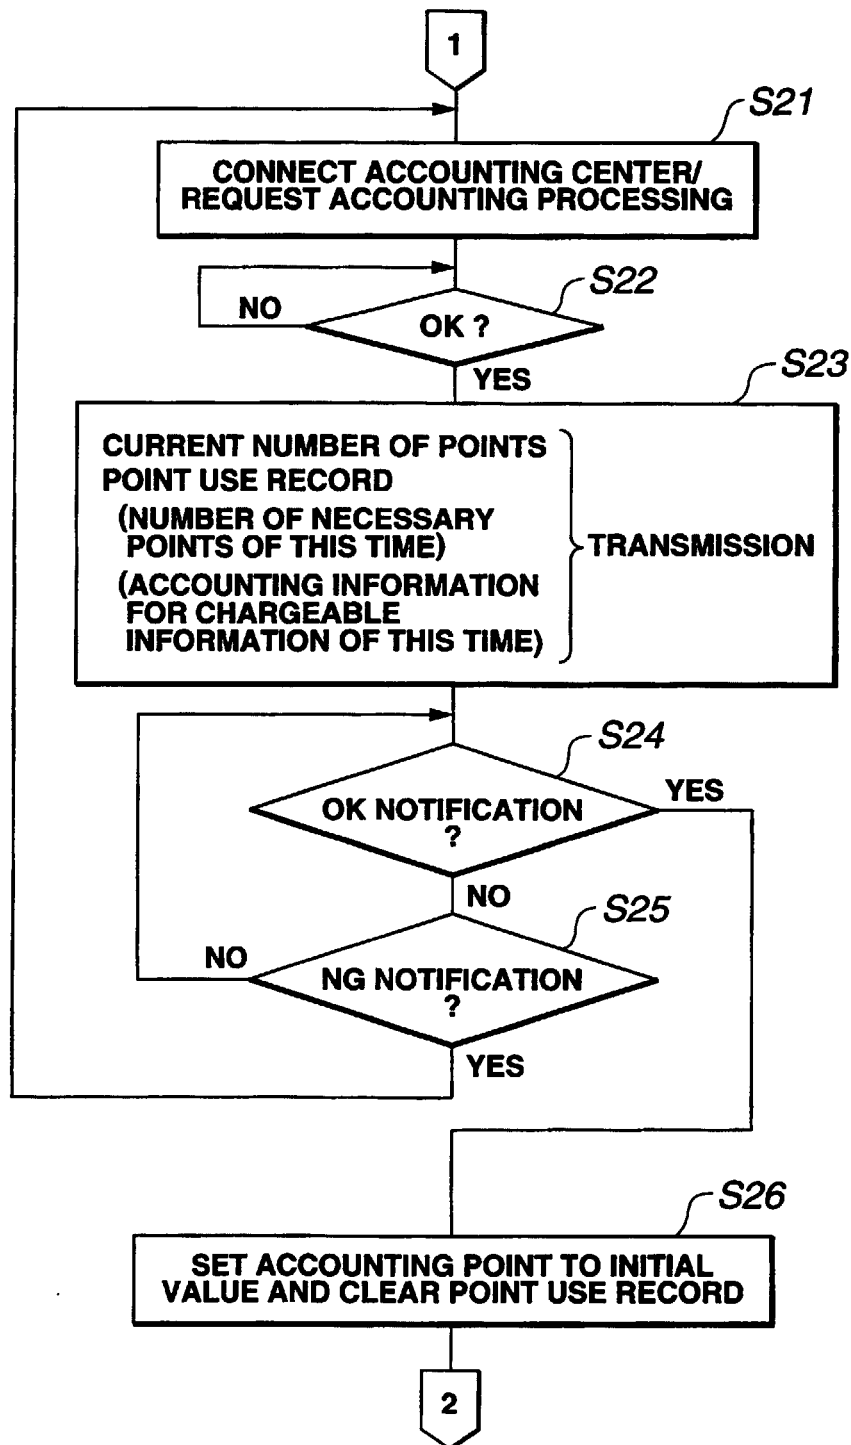 1
S21
CONNECT ACCOUNTING CENTER/
REQUEST ACCOUNTING PROCESSING
S22
NO
OK ?
YES
S23
CURRENT NUMBER OF POINTS
POINT USE RECORD
(NUMBER OF NECESSARY
POINTS OF THIS TIME)
(ACCOUNTING INFORMATION
FOR CHARGEABLE
INFORMATION OF THIS TIME)
TRANSMISSION
S24
OK NOTIFICATION
?
YES
NO
S25
NO
NG NOTIFICATION
?
YES
S26
SET ACCOUNTING POINT TO INITIAL
VALUE AND CLEAR POINT USE RECORD
2